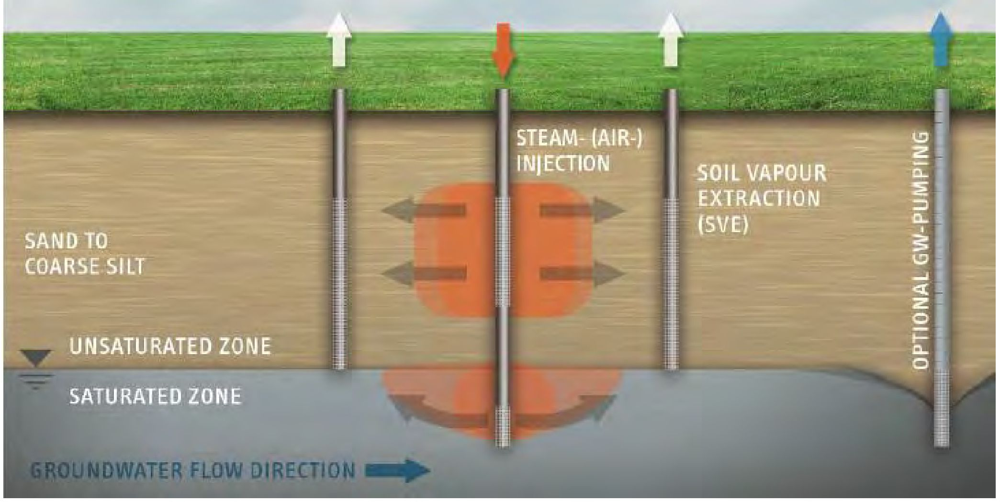 STEAM- (AIR-)
INJECTION
SOIL VAPOUR
EXTRACTION
(SVE)
OPTIONAL GW-PUMPING
SAND TO
COARSE SILT
UNSATURATED ZONE
SATURATED ZONE
GROUNDWATER FLOW DIRECTION